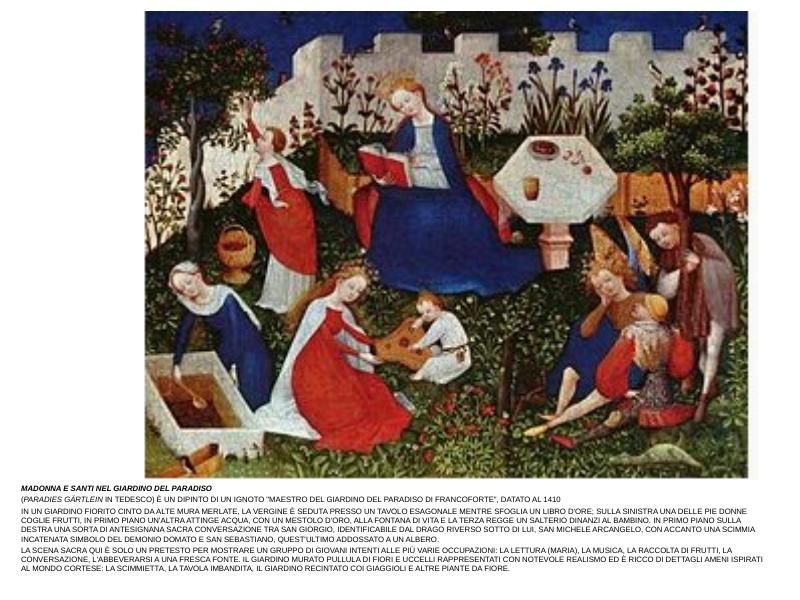 MADONNA E SANTI NEL GIARDINO DEL PARADISO
(PARADIES GÄRTLEIN IN TEDESCO) È UN DIPINTO DI UN IGNOTO "MAESTRO DEL GIARDINO DEL PARADISO DI FRANCOFORTE", DATATO AL 1410
IN UN GIARDINO FIORITO CINTO DA ALTE MURA MERLATE, LA VERGINE È SEDUTA PRESSO UN TAVOLO ESAGONALE MENTRE SFOGLIA UN LIBRO D'ORE; SULLA SINISTRA UNA DELLE PIE DONNE
COGLIE FRUTTI, IN PRIMO PIANO UN'ALTRA ATTINGE ACQUA, CON UN MESTOLO D'ORO, ALLA FONTANA DI VITA E LA TERZA REGGE UN SALTERIO DINANZI AL BAMBINO. IN PRIMO PIANO SULLA
DESTRA UNA SORTA DI ANTESIGNANA SACRA CONVERSAZIONE TRA SAN GIORGIO, IDENTIFICABILE DAL DRAGO RIVERSO SOTTO DI LUI, SAN MICHELE ARCANGELO, CON ACCANTO UNA SCIMMIA
INCATENATA SIMBOLO DEL DEMONIO DOMATO E SAN SEBASTIANO, QUEST'ULTIMO ADDOSSATO A UN ALBERO.
LA SCENA SACRA QUI È SOLO UN PRETESTO PER MOSTRARE UN GRUPPO DI GIOVANI INTENTI ALLE PIÙ VARIE OCCUPAZIONI: LA LETTURA (MARIA), LA MUSICA, LA RACCOLTA DI FRUTTI, LA
CONVERSAZIONE, L'ABBEVERARSI A UNA FRESCA FONTE. IL GIARDINO MURATO PULLULA DI FIORI E UCCELLI RAPPRESENTATI CON NOTEVOLE REALISMO ED È RICCO DI DETTAGLI AMENI ISPIRATI
AL MONDO CORTESE: LA SCIMMIETTA, LA TAVOLA IMBANDITA, IL GIARDINO RECINTATO COI GIAGGIOLI E ALTRE PIANTE DA FIORE.